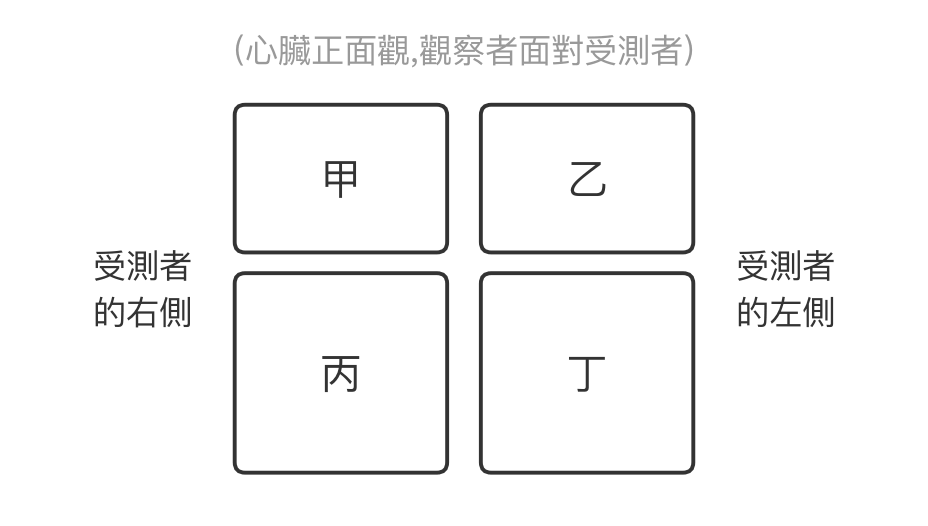 (心臟正面觀,觀察者面對受測者)
甲
乙
受測者
的右側
受測者
的左側
丙
丁